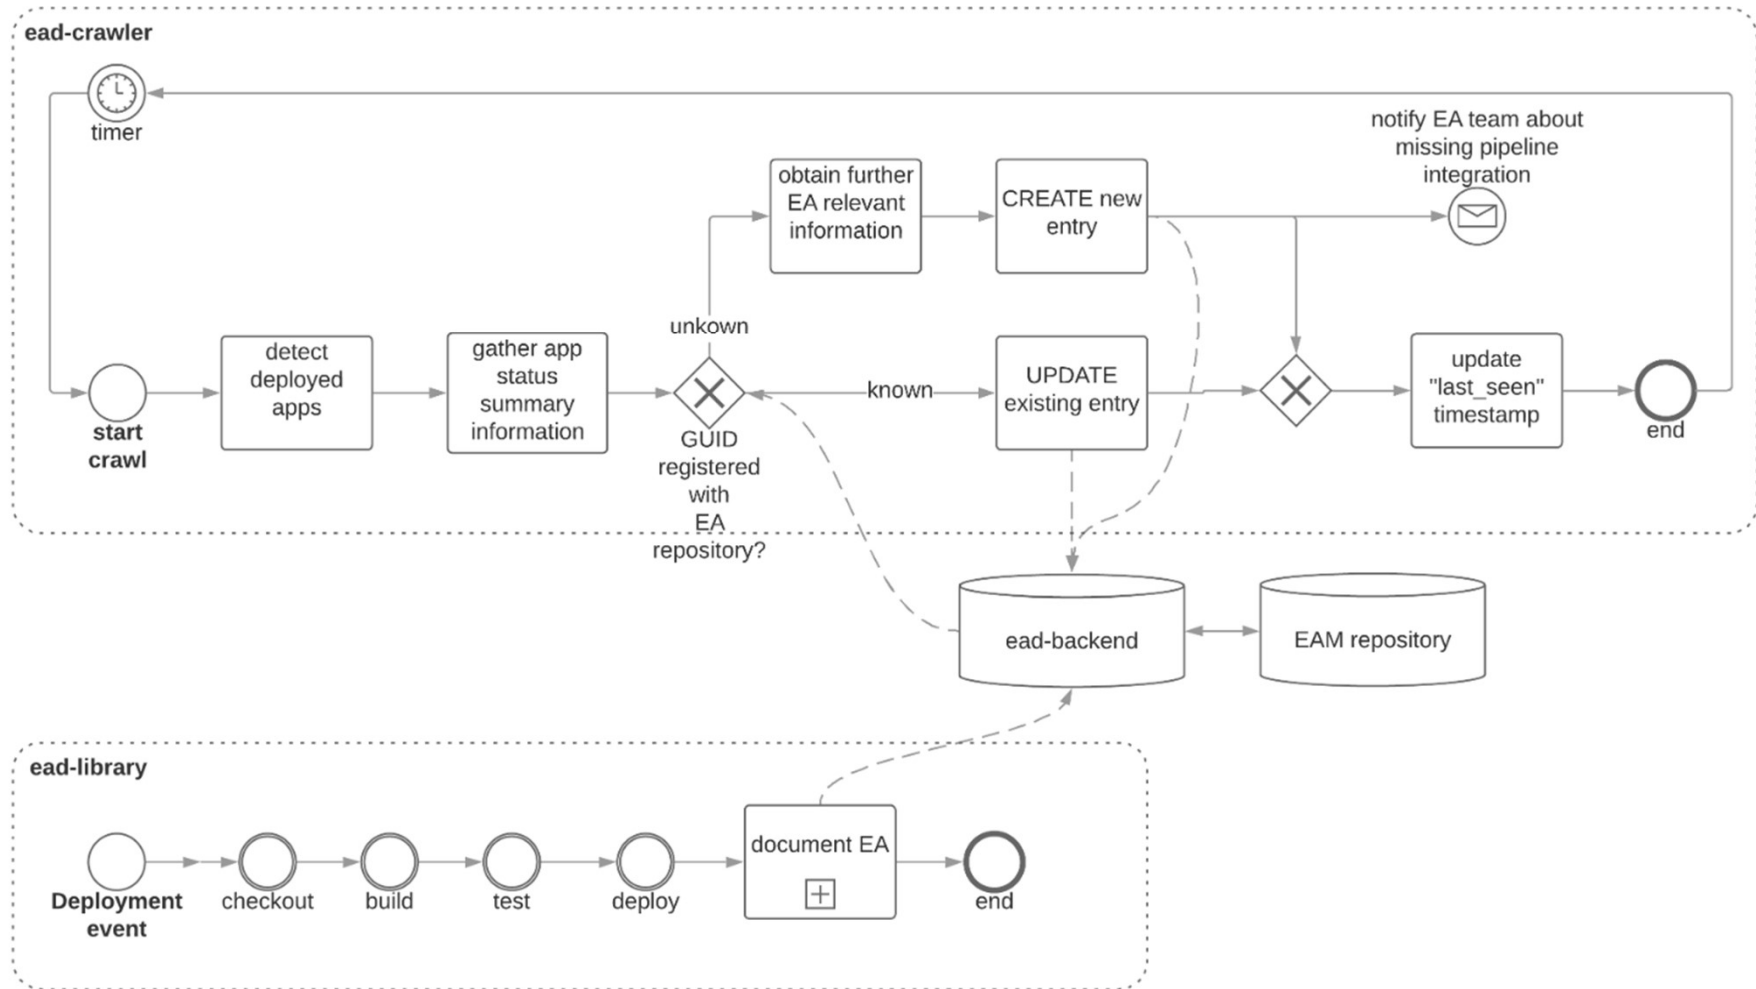 ead-crawler
timer
notify EA team about
missing pipeline
integration
obtain further
EA relevant
information
CREATE new
entry
unkown
detect
deployed
apps
gather app
status
summary
information
known
UPDATE
existing entry
update
"last_seen"
timestamp
start
crawl
GUID
registered
with
EA
repository?
end
ead-backend
EAM repository
ead-library
document EA
Deployment
event
checkout
build
test
deploy
end